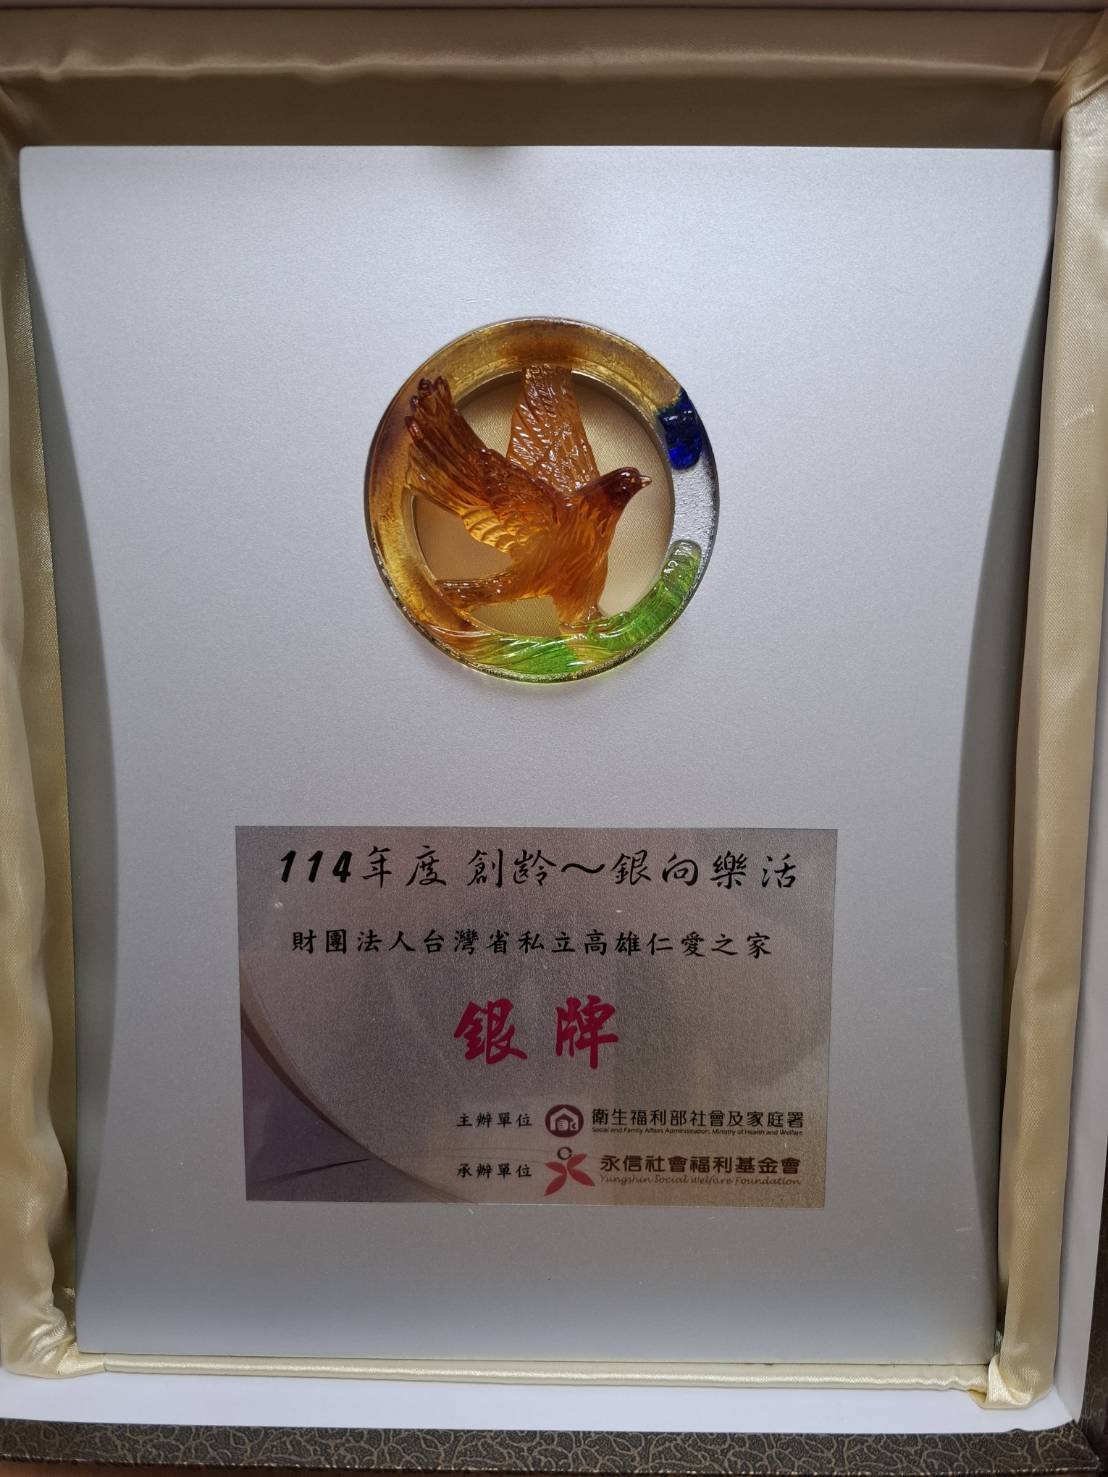 114年度 創齡～銀向樂活
財團法人台灣省私立高雄仁愛之家
銀牌
主辦單位 衛生福利部社會及家庭署
Social and Family Affairs Administration, Ministry of Health and Welfare
承辦單位 永信社會福利基金會
Yungshin Social Welfare Foundation